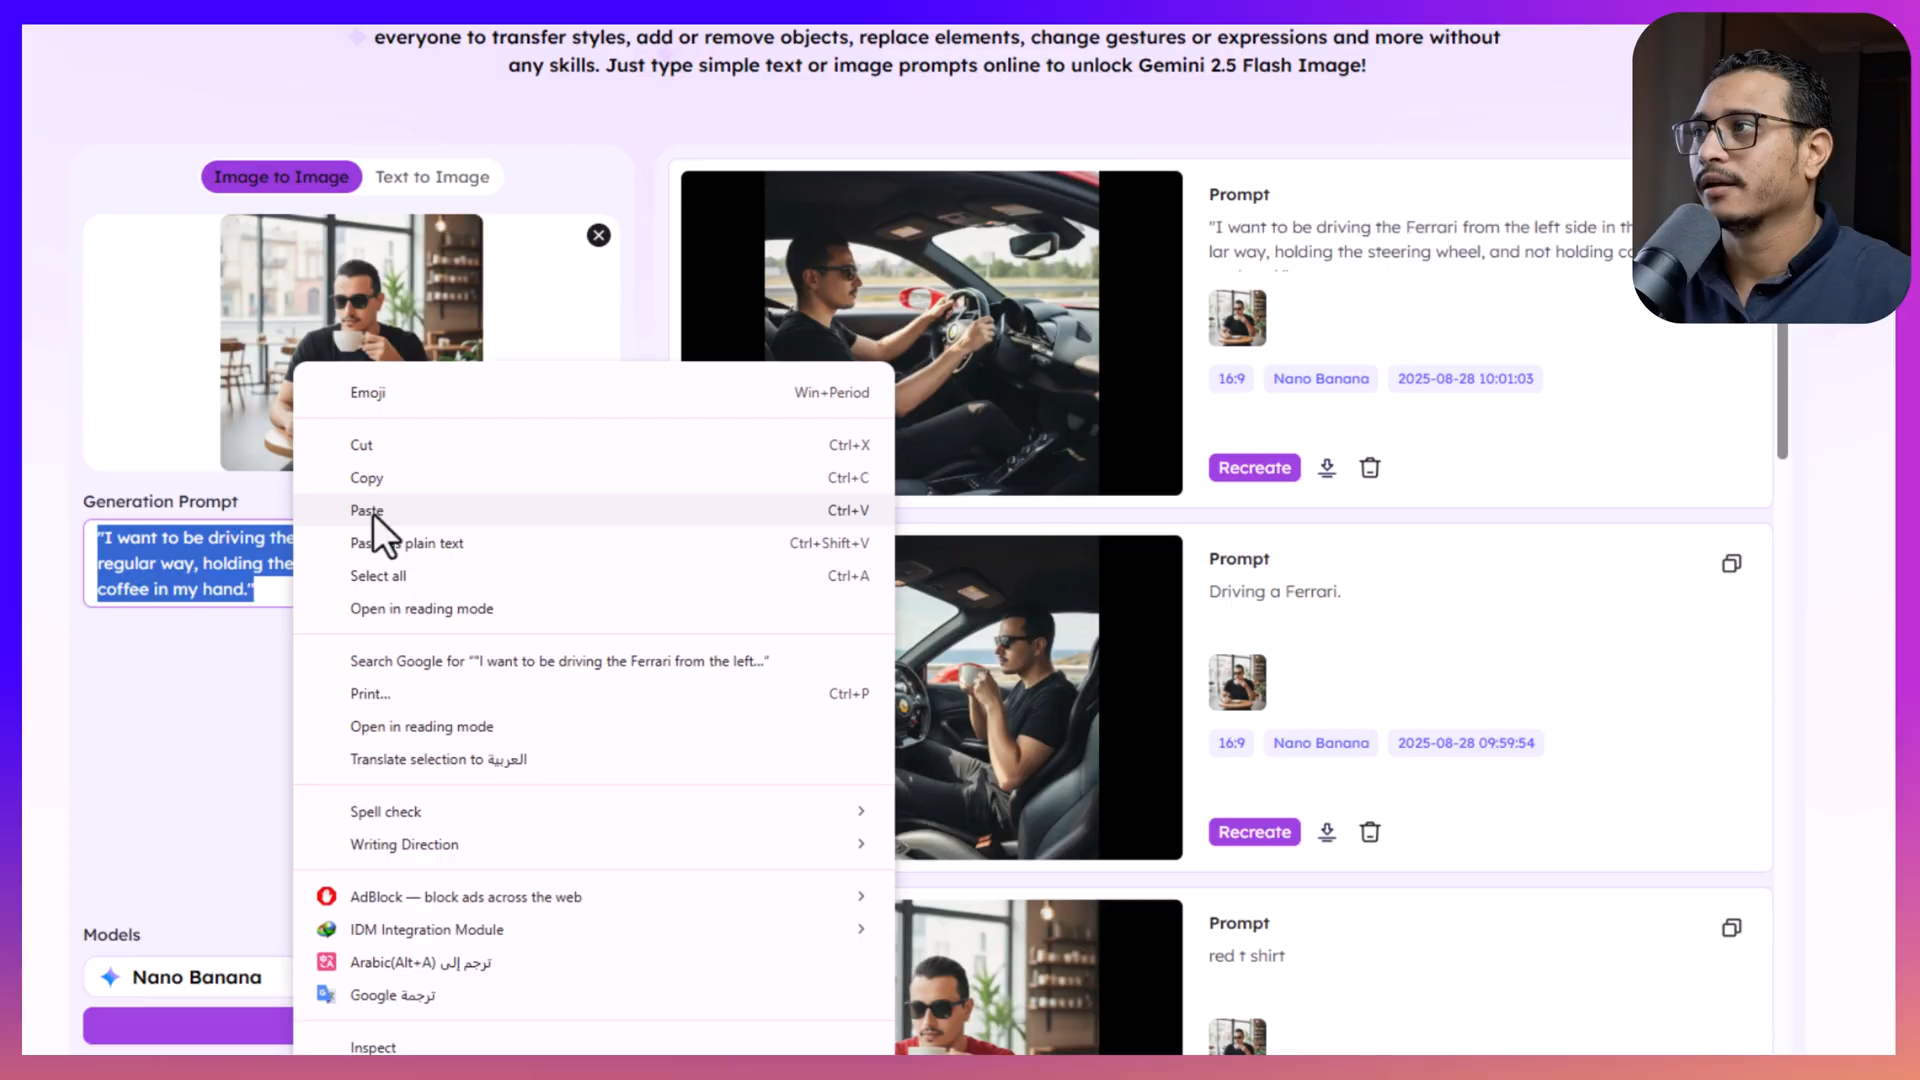 everyone to transfer styles, add or remove objects, replace elements, change gestures or expressions and more without
any skills. Just type simple text or image prompts online to unlock Gemini 2.5 Flash Image!
Image to Image
Text to Image
Generation Prompt
"I want to be driving the
regular way, holding the
coffee in my hand."
Models
Nano Banana
Emoji Win+Period
Cut Ctrl+X
Copy Ctrl+C
Paste Ctrl+V
Pas plain text Ctrl+Shift+V
Select all Ctrl+A
Open in reading mode
Search Google for ""I want to be driving the Ferrari from the left..."
Print... Ctrl+P
Open in reading mode
Translate selection to العربية
Spell check
Writing Direction
AdBlock — block ads across the web
IDM Integration Module
Arabic(Alt+A) ترجم إلى
Google ترجمة
Inspect
Prompt
"I want to be driving the Ferrari from the left side in th
lar way, holding the steering wheel, and not holding co
16:9 Nano Banana 2025-08-28 10:01:03
Recreate
Prompt
Driving a Ferrari.
16:9 Nano Banana 2025-08-28 09:59:54
Recreate
Prompt
red t shirt